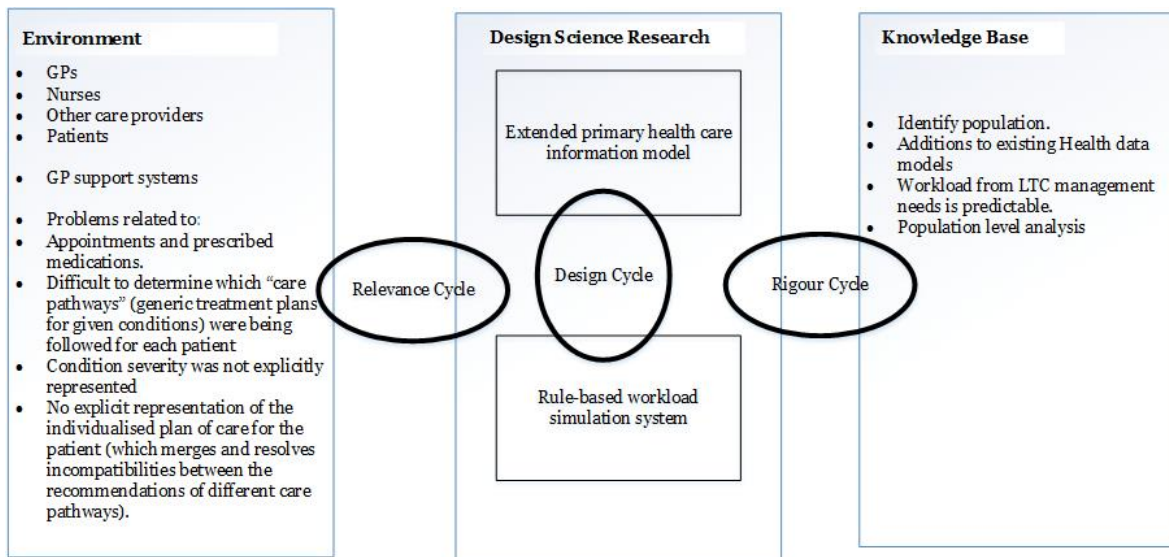 Environment
• GPs
• Nurses
• Other care providers
• Patients
• GP support systems
• Problems related to:
• Appointments and prescribed
medications.
• Difficult to determine which “care
pathways” (generic treatment plans
for given conditions) were being
followed for each patient
• Condition severity was not explicitly
represented
• No explicit representation of the
individualised plan of care for the
patient (which merges and resolves
incompatibilities between the
recommendations of different care
pathways).
Relevance Cycle
Design Science Research
Extended primary health care
information model
Design Cycle
Rule-based workload
simulation system
Rigour Cycle
Knowledge Base
• Identify population.
• Additions to existing Health data
models
• Workload from LTC management
needs is predictable.
• Population level analysis